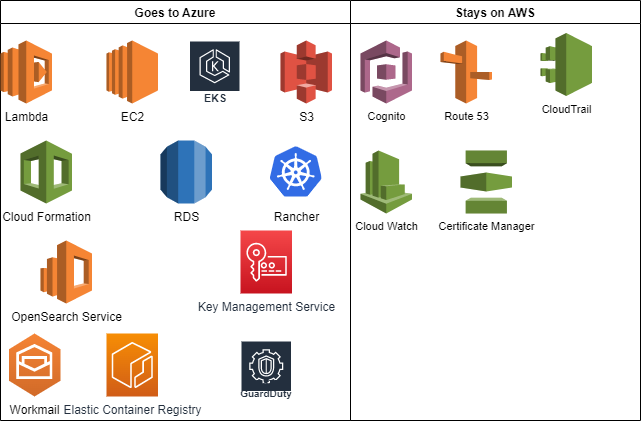 Goes to Azure
Stays on AWS
Lambda
EC2
EKS
S3
Cognito
Route 53
CloudTrail
Cloud Formation
RDS
Rancher
Cloud Watch
Certificate Manager
OpenSearch Service
Key Management Service
Workmail
Elastic Container Registry
GuardDuty